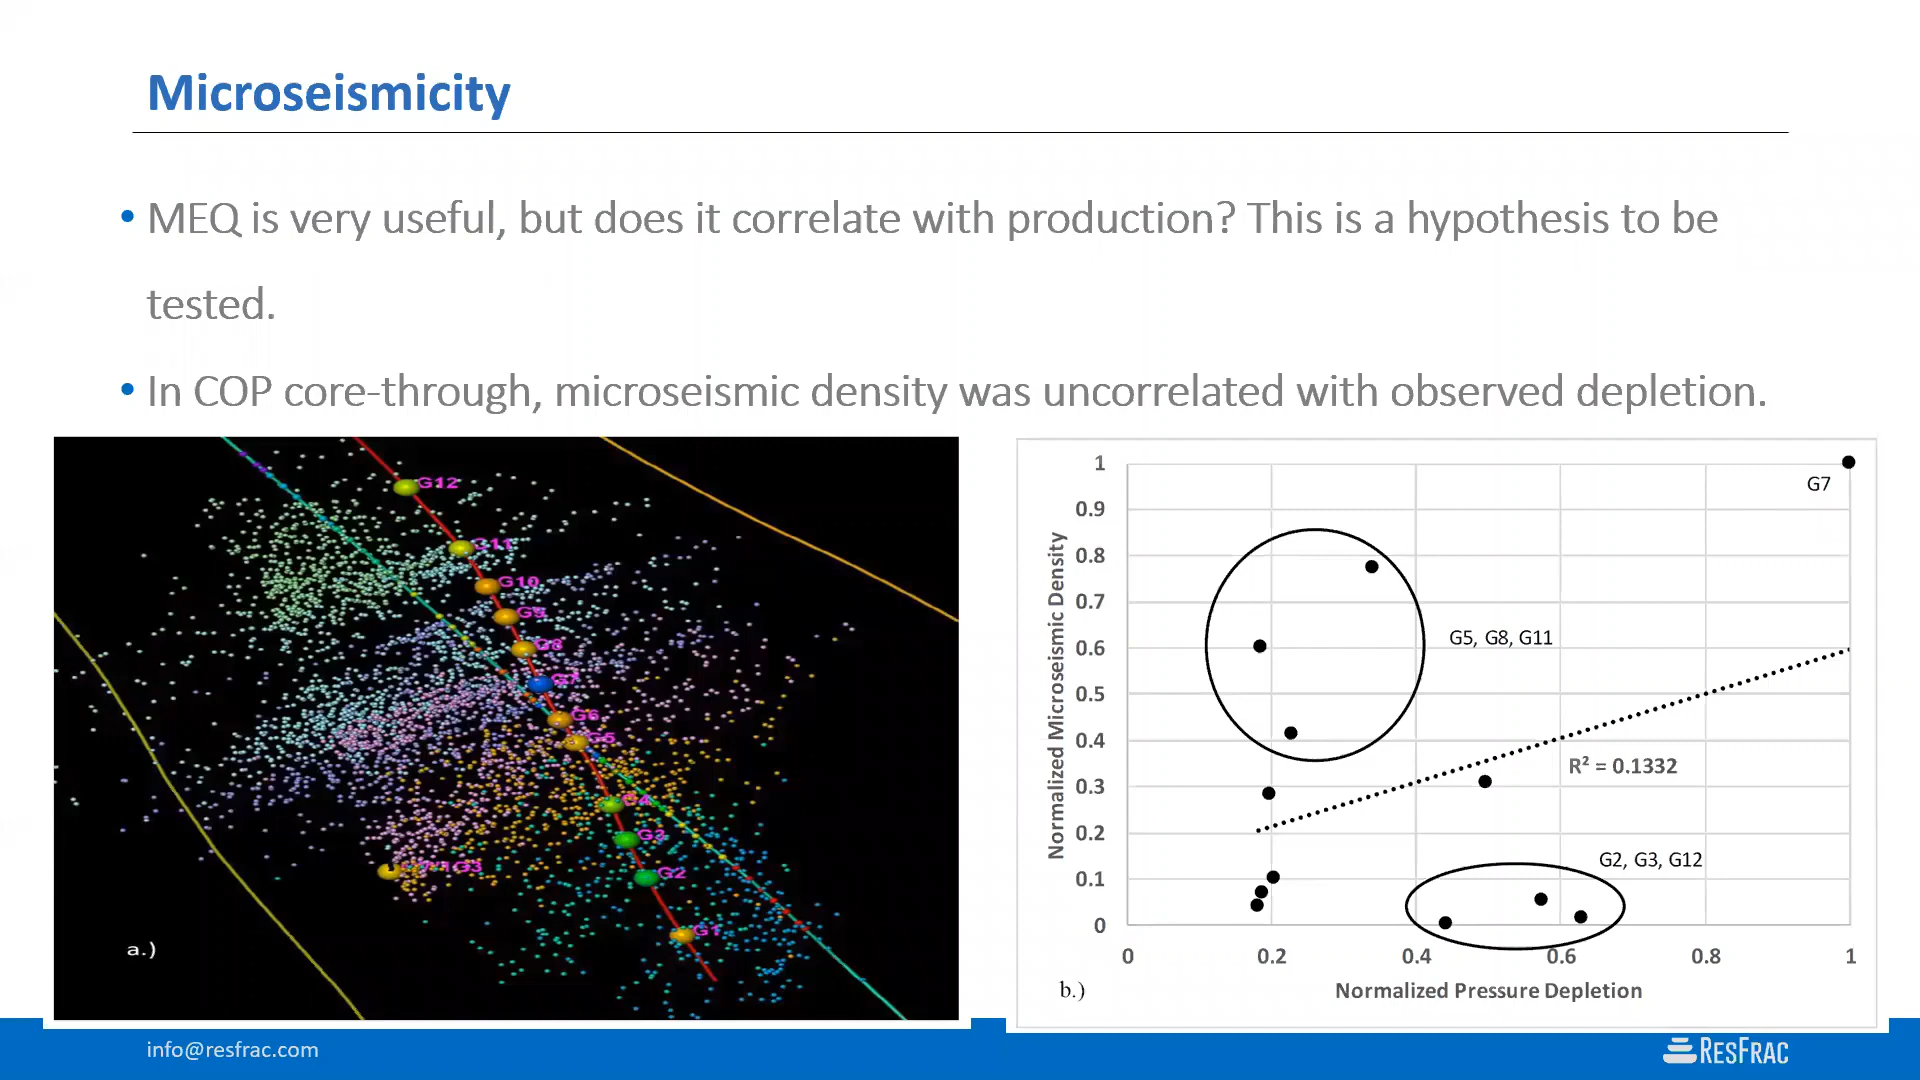 Microseismicity
• MEQ is very useful, but does it correlate with production? This is a hypothesis to be
tested.
• In COP core-through, microseismic density was uncorrelated with observed depletion.
G12
G11
G10
G9
G8
G7
G6
G5
G4
G3
G3
G2
G1
a.)
1
0.9
0.8
0.7
0.6
0.5
0.4
0.3
0.2
0.1
0
Normalized Microseismic Density
G7
G5, G8, G11
R² = 0.1332
G2, G3, G12
0 0.2 0.4 0.6 0.8 1
b.)
Normalized Pressure Depletion
info@resfrac.com
RESFRAC